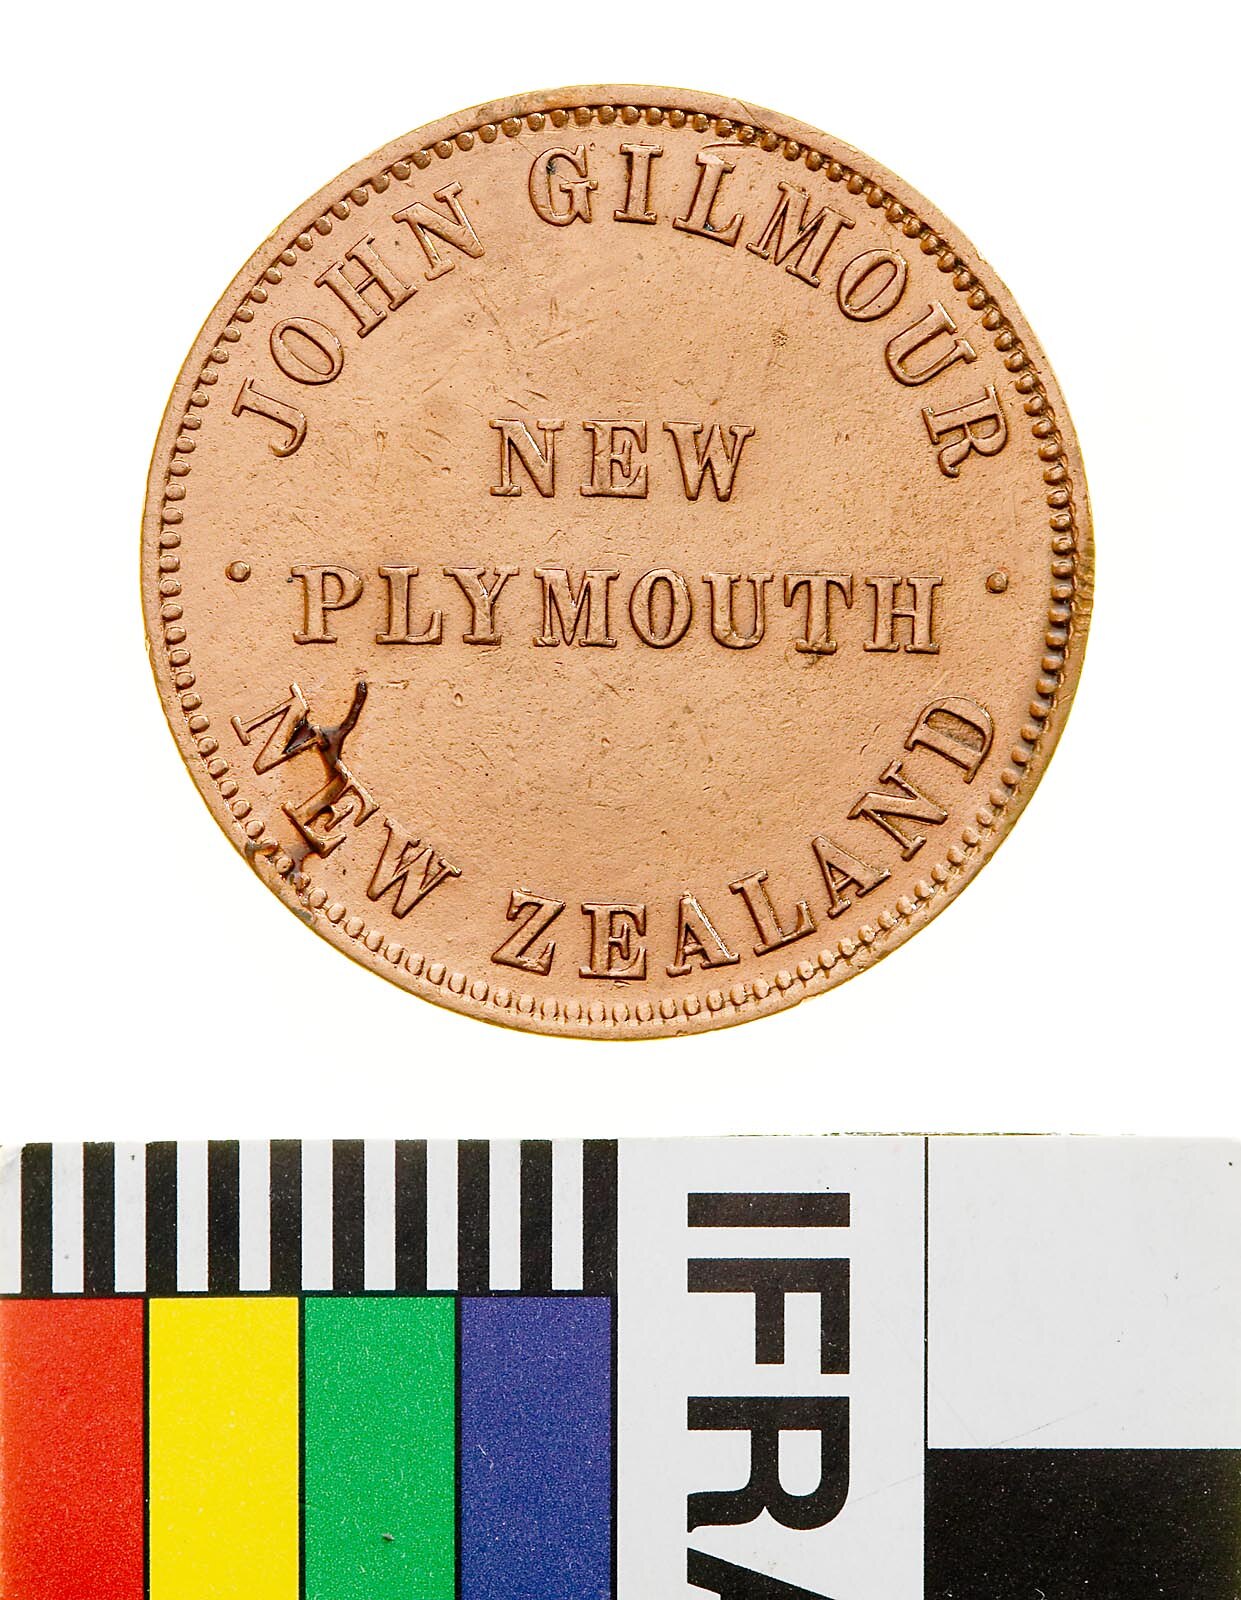 JOHN GILMOUR
NEW
· PLYMOUTH ·
NEW ZEALAND
IFRA